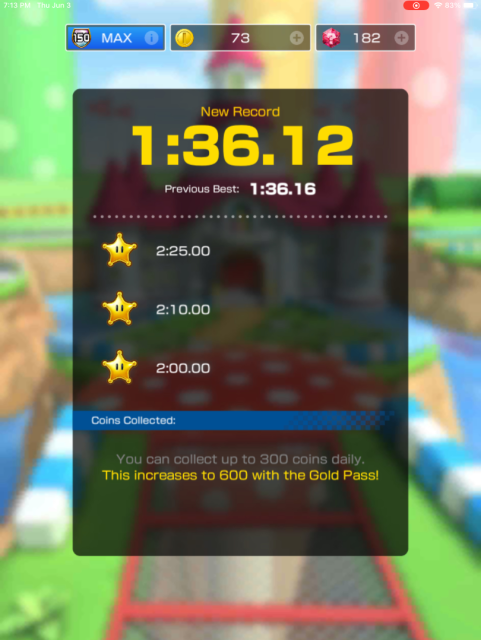 7:13 PM Thu Jun 3
83%
150 MAX i 73 + 182 +
New Record
1:36.12
Previous Best: 1:36.16
2:25.00
2:10.00
2:00.00
Coins Collected:
You can collect up to 300 coins daily.
This increases to 600 with the Gold Pass!